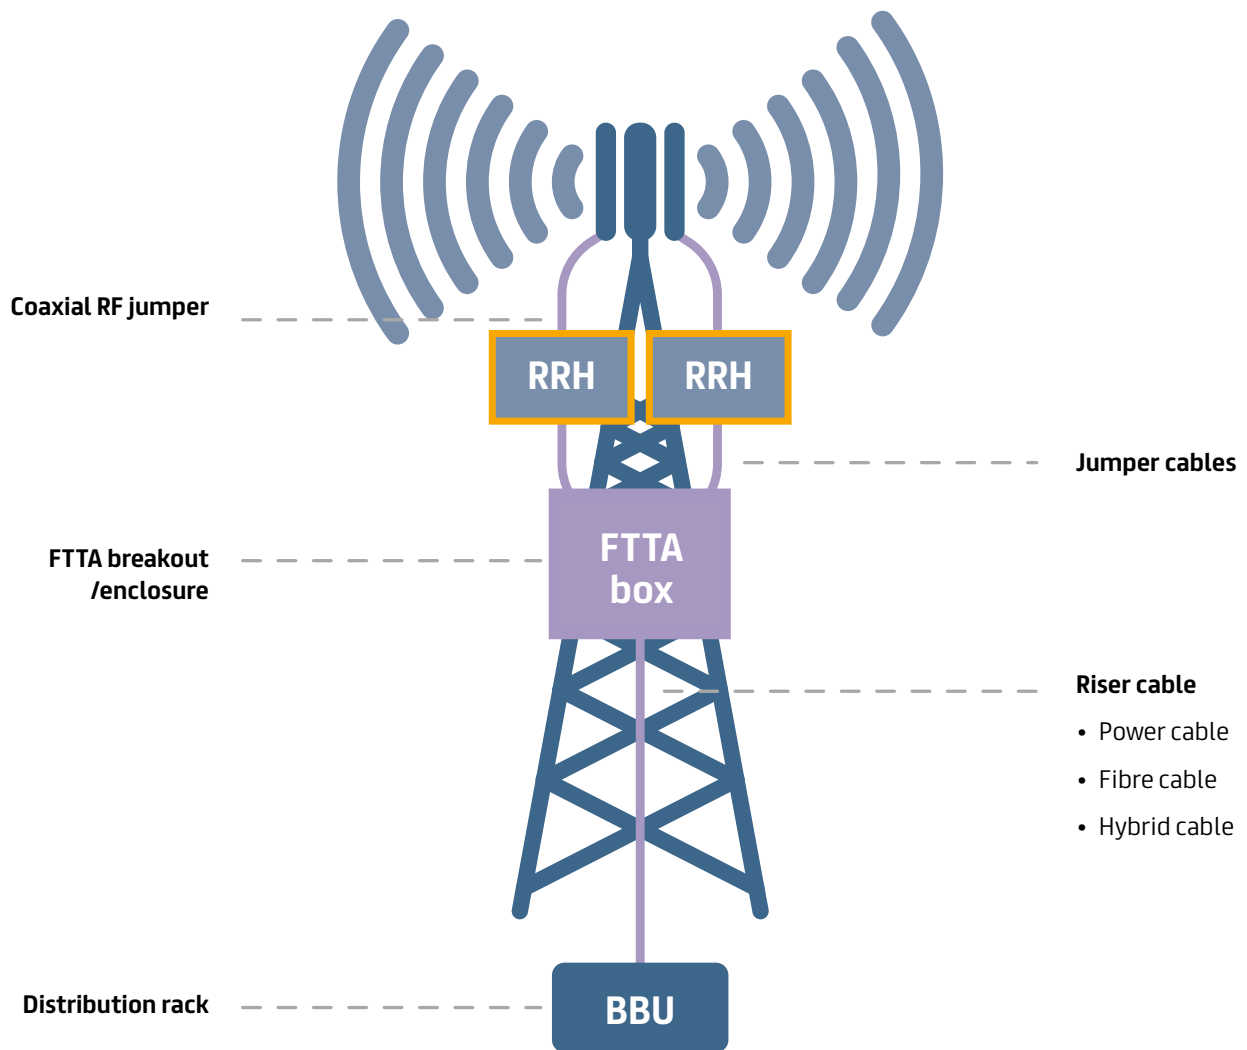 Coaxial RF jumper
RRH
RRH
Jumper cables
FTTA
box
FTTA breakout
/enclosure
Riser cable
• Power cable
• Fibre cable
• Hybrid cable
Distribution rack
BBU